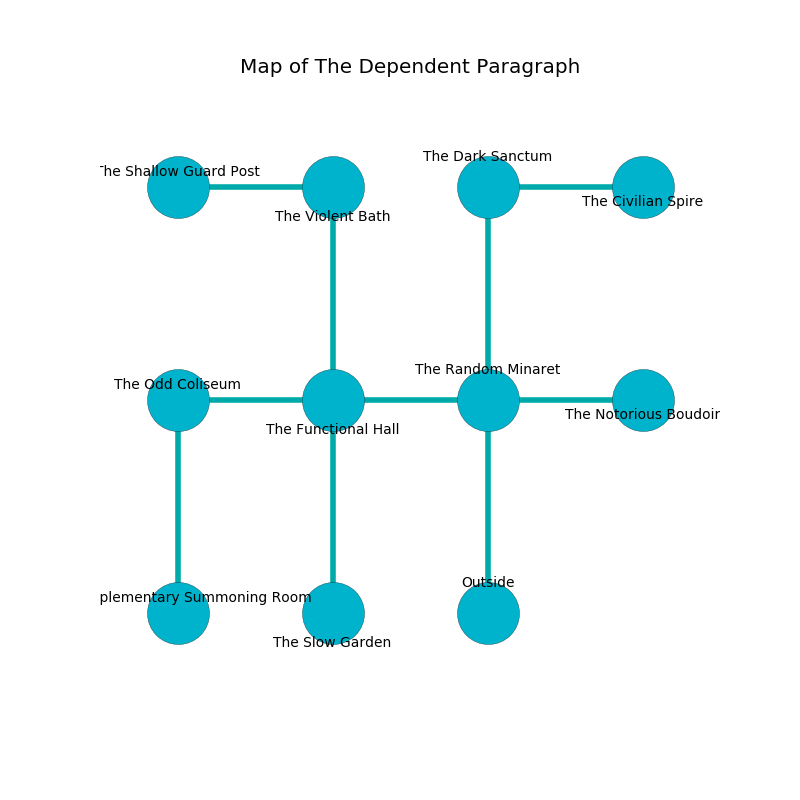 Map of The Dependent Paragraph
The Dark Sanctum
The Shallow Guard Post
The Civilian Spire
The Violent Bath
The Random Minaret
The Odd Coliseum
The Notorious Boudoir
The Functional Hall
Outside
plementary Summoning Room
The Slow Garden